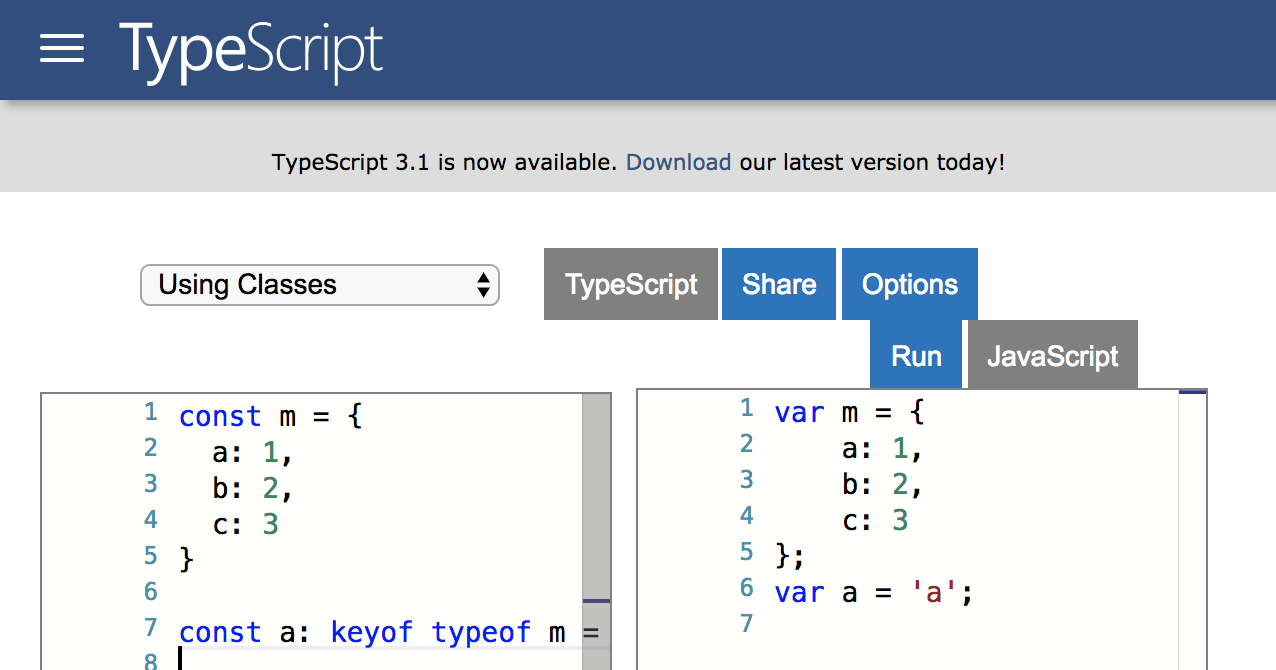 TypeScript
TypeScript 3.1 is now available. Download our latest version today!
Using Classes
TypeScript Share Options
Run JavaScript
1 const m = {
2 a: 1,
3 b: 2,
4 c: 3
5 }
6
7 const a: keyof typeof m =
8
1 var m = {
2 a: 1,
3 b: 2,
4 c: 3
5 };
6 var a = 'a';
7